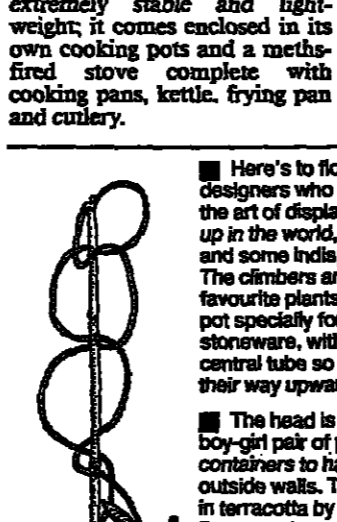 extremely stable and light-
weight; it comes enclosed in its
own cooking pots and a meths-
fired stove complete with
cooking pans, kettle, frying pan
and cutlery.
■ Here's to flo
designers who
the art of displa
up in the world,
and some indis
The climbers ar
favourite plants
pot specially fo
stoneware, with
central tube so
their way upwa
■ The head is
boy-girl pair of p
containers to ha
outside walls. T
in terracotta by